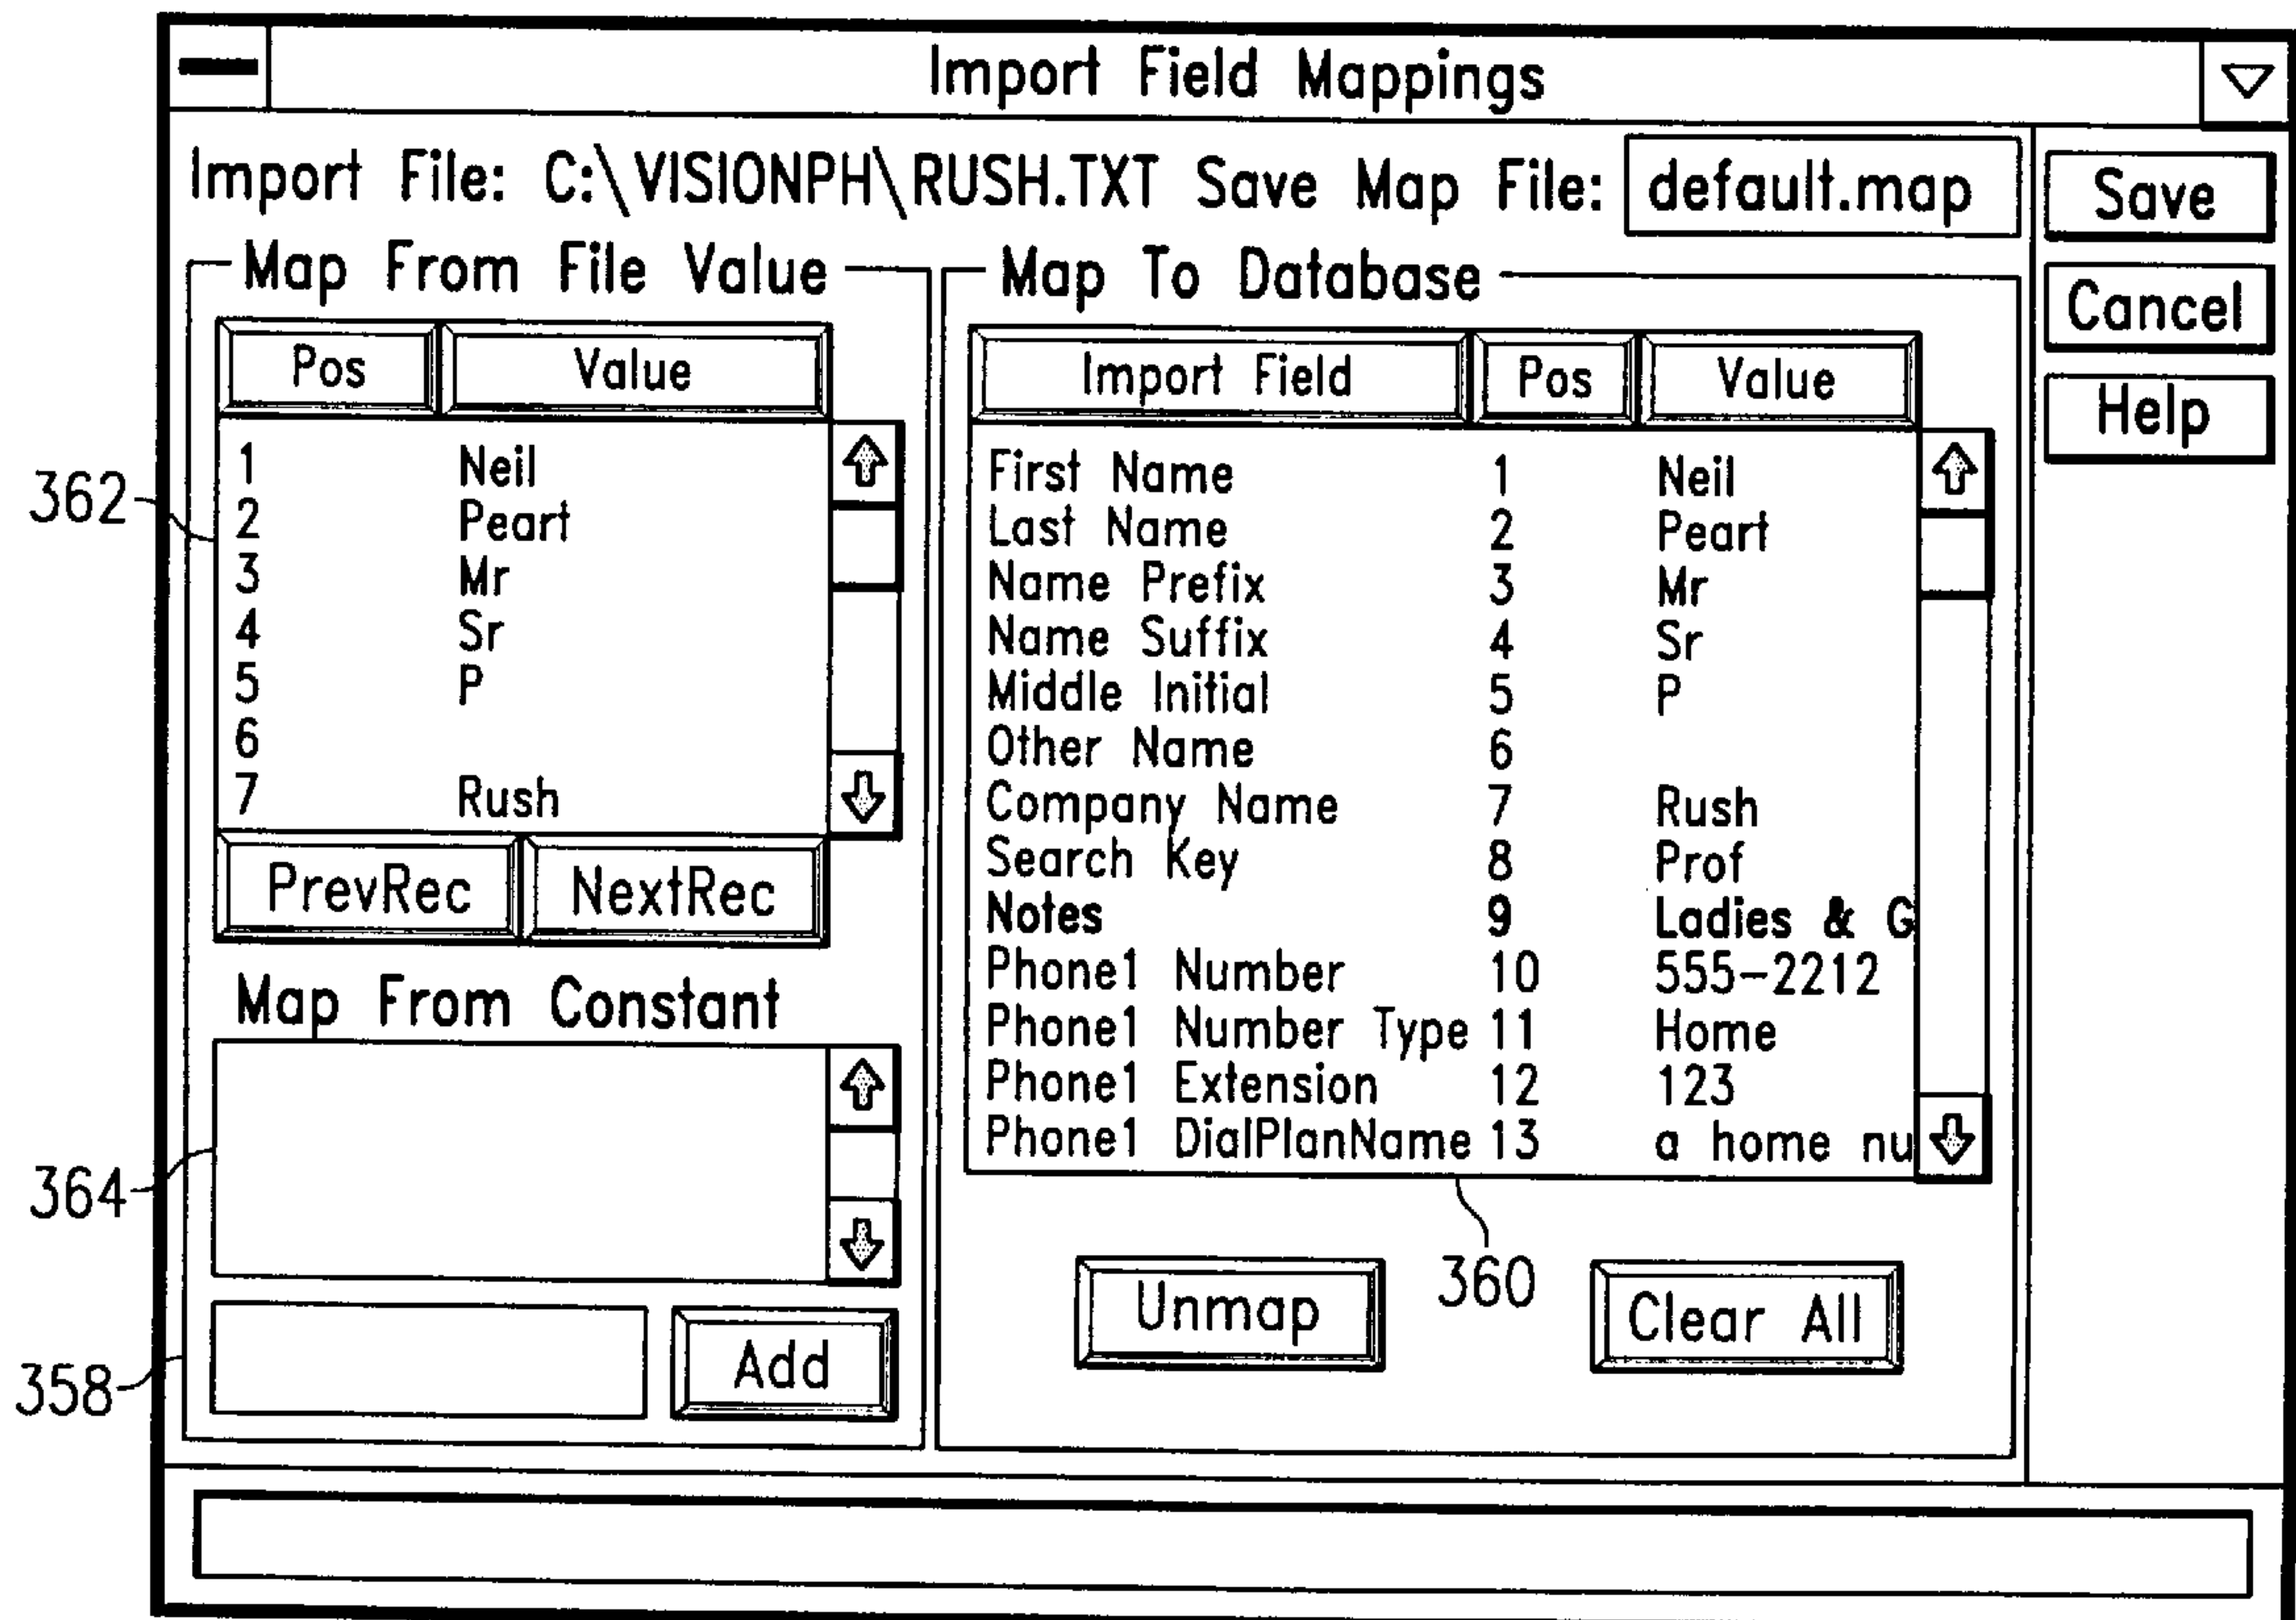 Import Field Mappings
Import File: C:\VISIONPH\RUSH.TXT Save Map File: default.map
Save
Cancel
Help
Map From File Value
Pos Value
1 Neil
2 Peart
3 Mr
4 Sr
5 P
6
7 Rush
PrevRec NextRec
362
Map From Constant
364
Add
358
Map To Database
Import Field Pos Value
First Name 1 Neil
Last Name 2 Peart
Name Prefix 3 Mr
Name Suffix 4 Sr
Middle Initial 5 P
Other Name 6
Company Name 7 Rush
Search Key 8 Prof
Notes 9 Ladies & G
Phone1 Number 10 555-2212
Phone1 Number Type 11 Home
Phone1 Extension 12 123
Phone1 DialPlanName 13 a home nu
360
Unmap Clear All